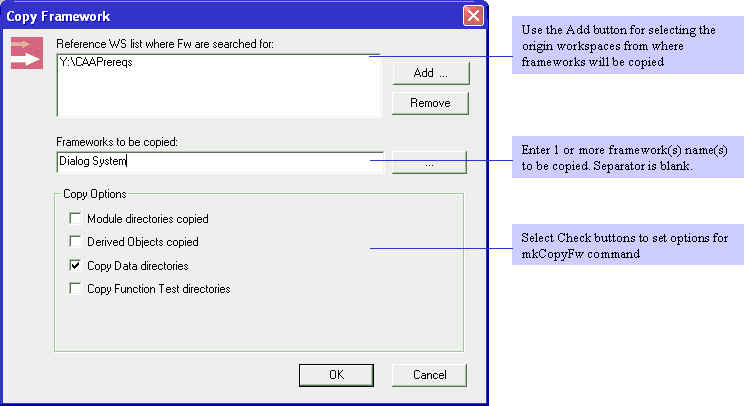 Copy Framework
Reference WS list where Fw are searched for:
Y:\CAAPrereqs
Add ...
Remove
Frameworks to be copied:
Dialog System
...
Copy Options
Module directories copied
Derived Objects copied
Copy Data directories
Copy Function Test directories
OK
Cancel
Use the Add button for selecting the
origin workspaces from where
frameworks will be copied
Enter 1 or more framework(s) name(s)
to be copied. Separator is blank.
Select Check buttons to set options for
mkCopyFw command